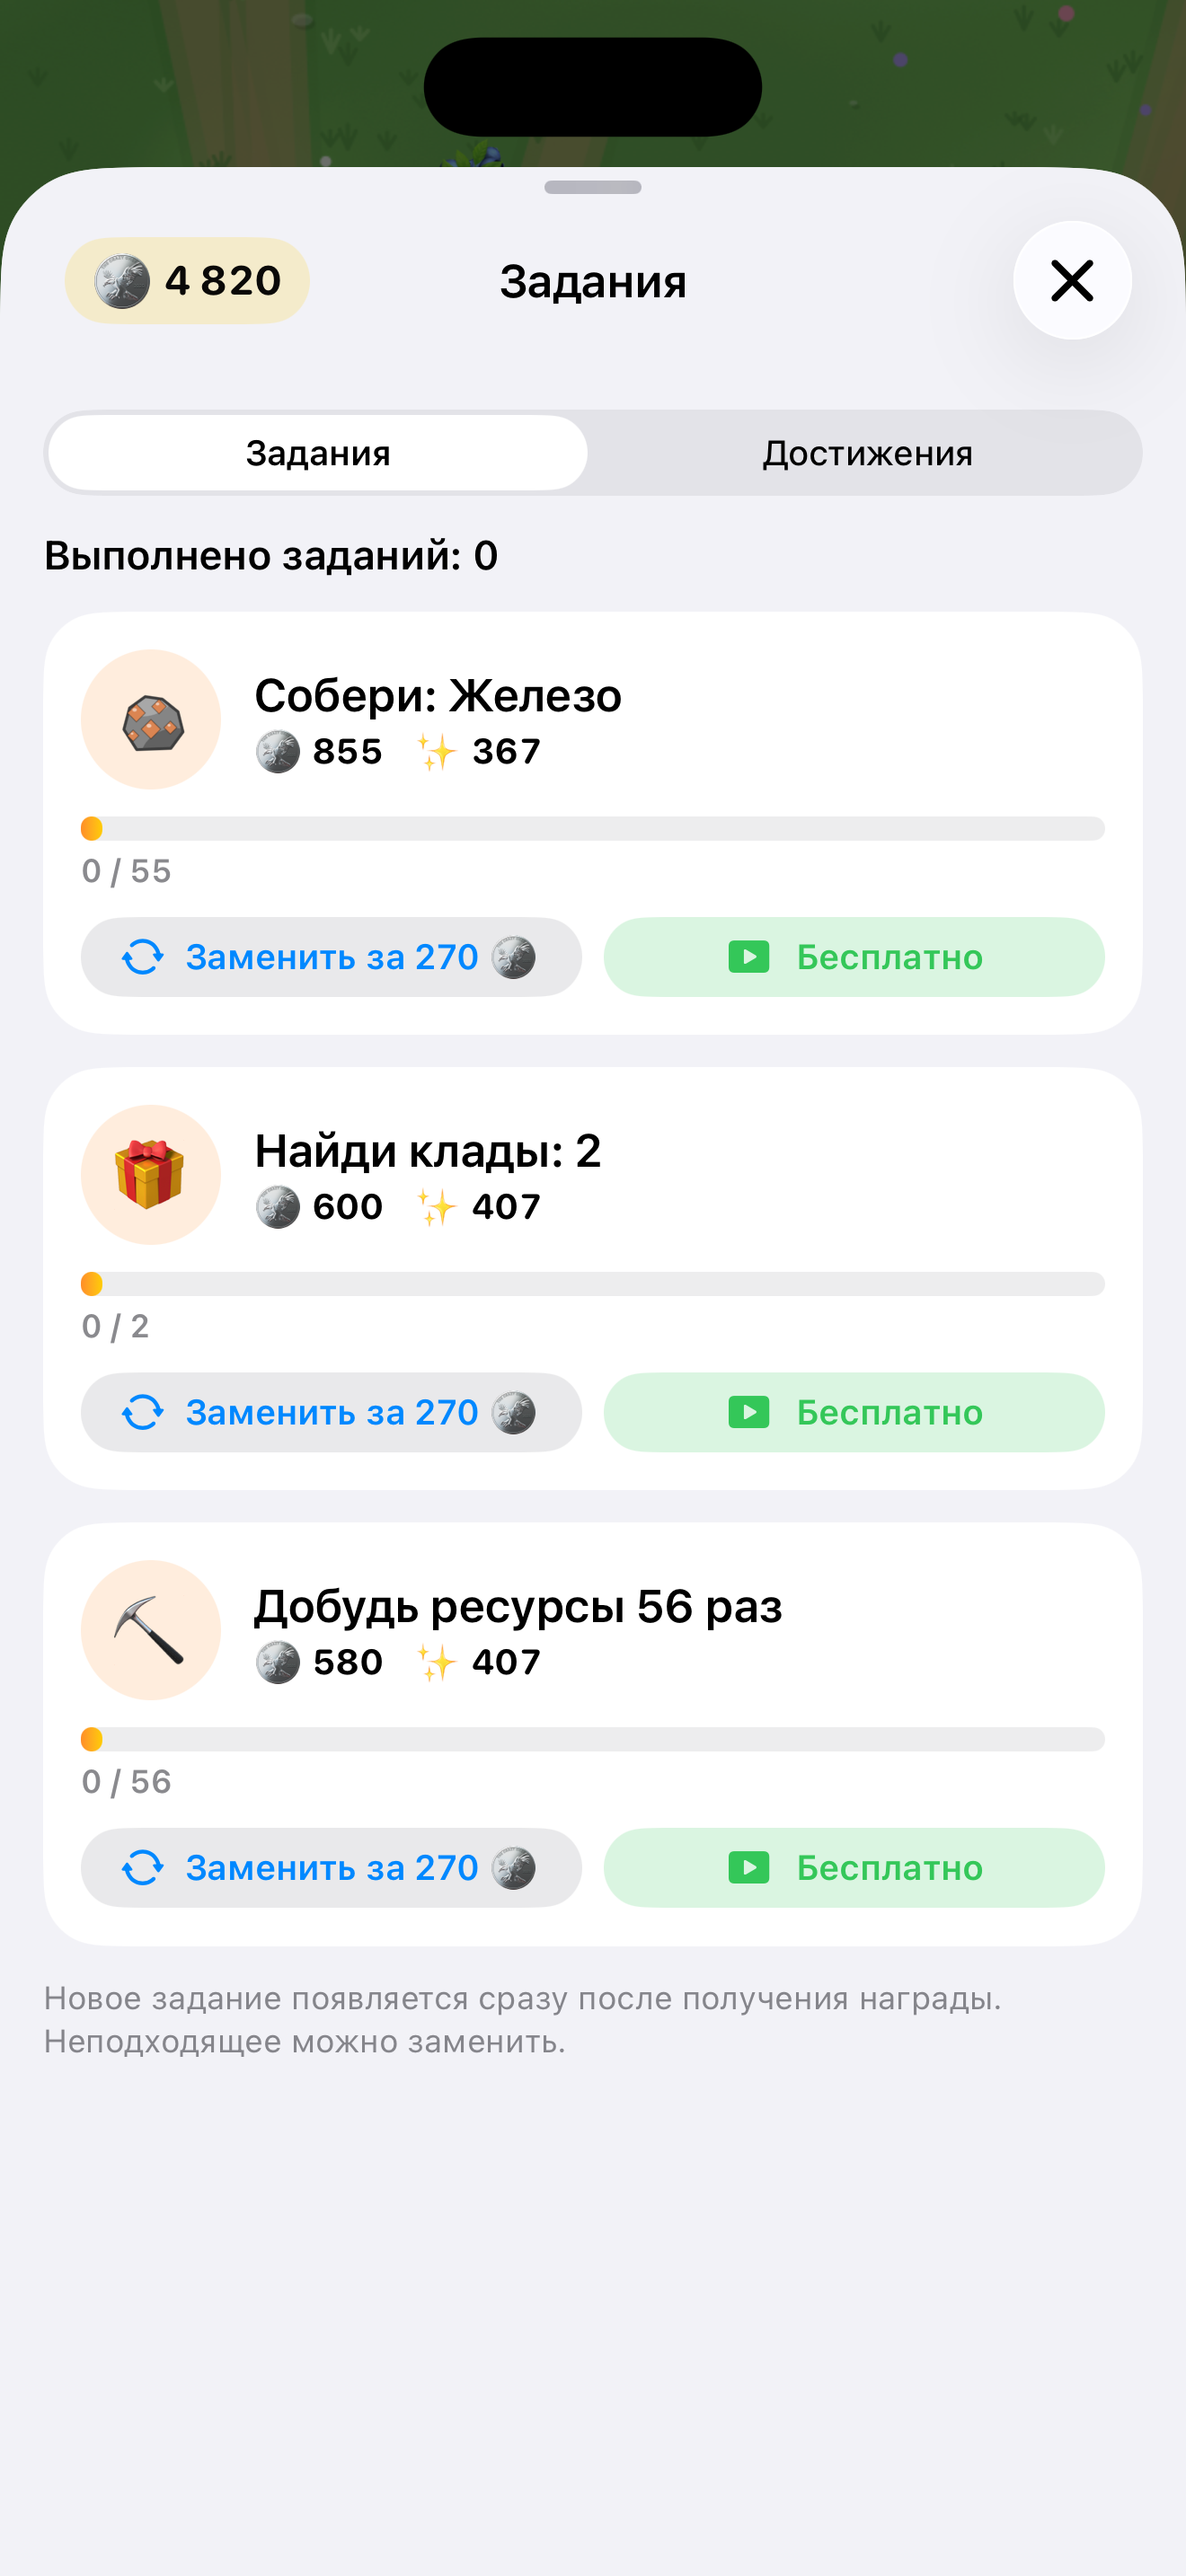 4 820
Задания
Задания
Достижения
Выполнено заданий: 0
Собери: Железо
855 367
0 / 55
Заменить за 270
Бесплатно
Найди клады: 2
600 407
0 / 2
Заменить за 270
Бесплатно
Добудь ресурсы 56 раз
580 407
0 / 56
Заменить за 270
Бесплатно
Новое задание появляется сразу после получения награды.
Неподходящее можно заменить.